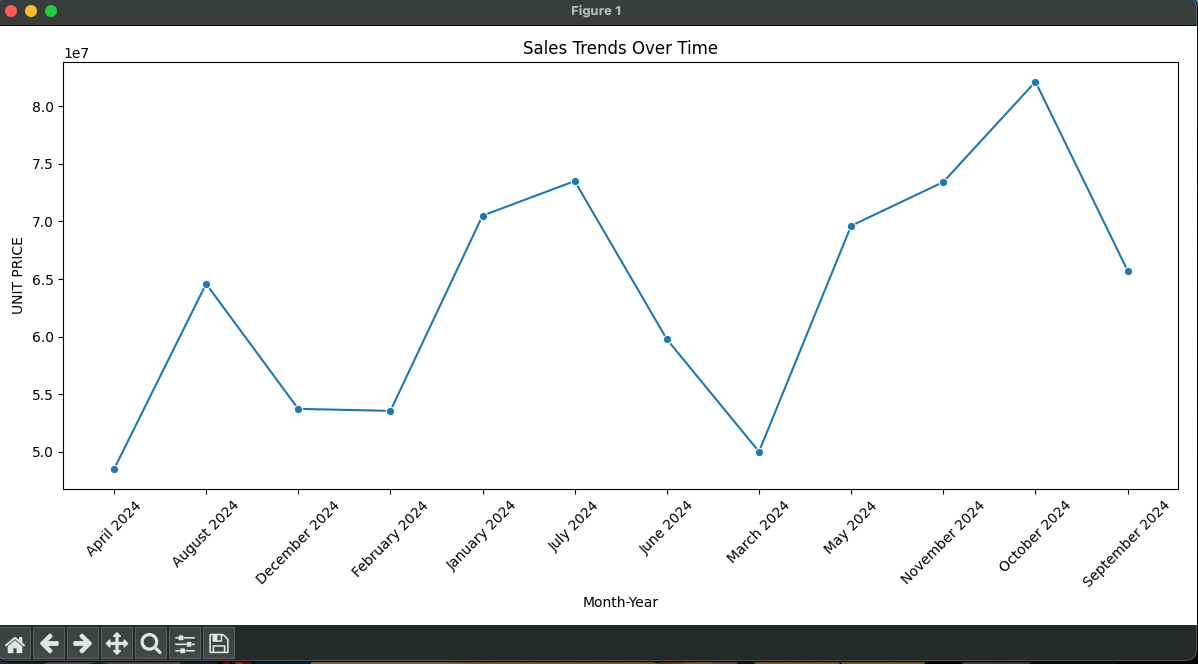 Figure 1
Sales Trends Over Time
1e7
8.0
7.5
7.0
6.5
6.0
5.5
5.0
UNIT PRICE
April 2024
August 2024
December 2024
February 2024
January 2024
July 2024
June 2024
March 2024
May 2024
November 2024
October 2024
September 2024
Month-Year